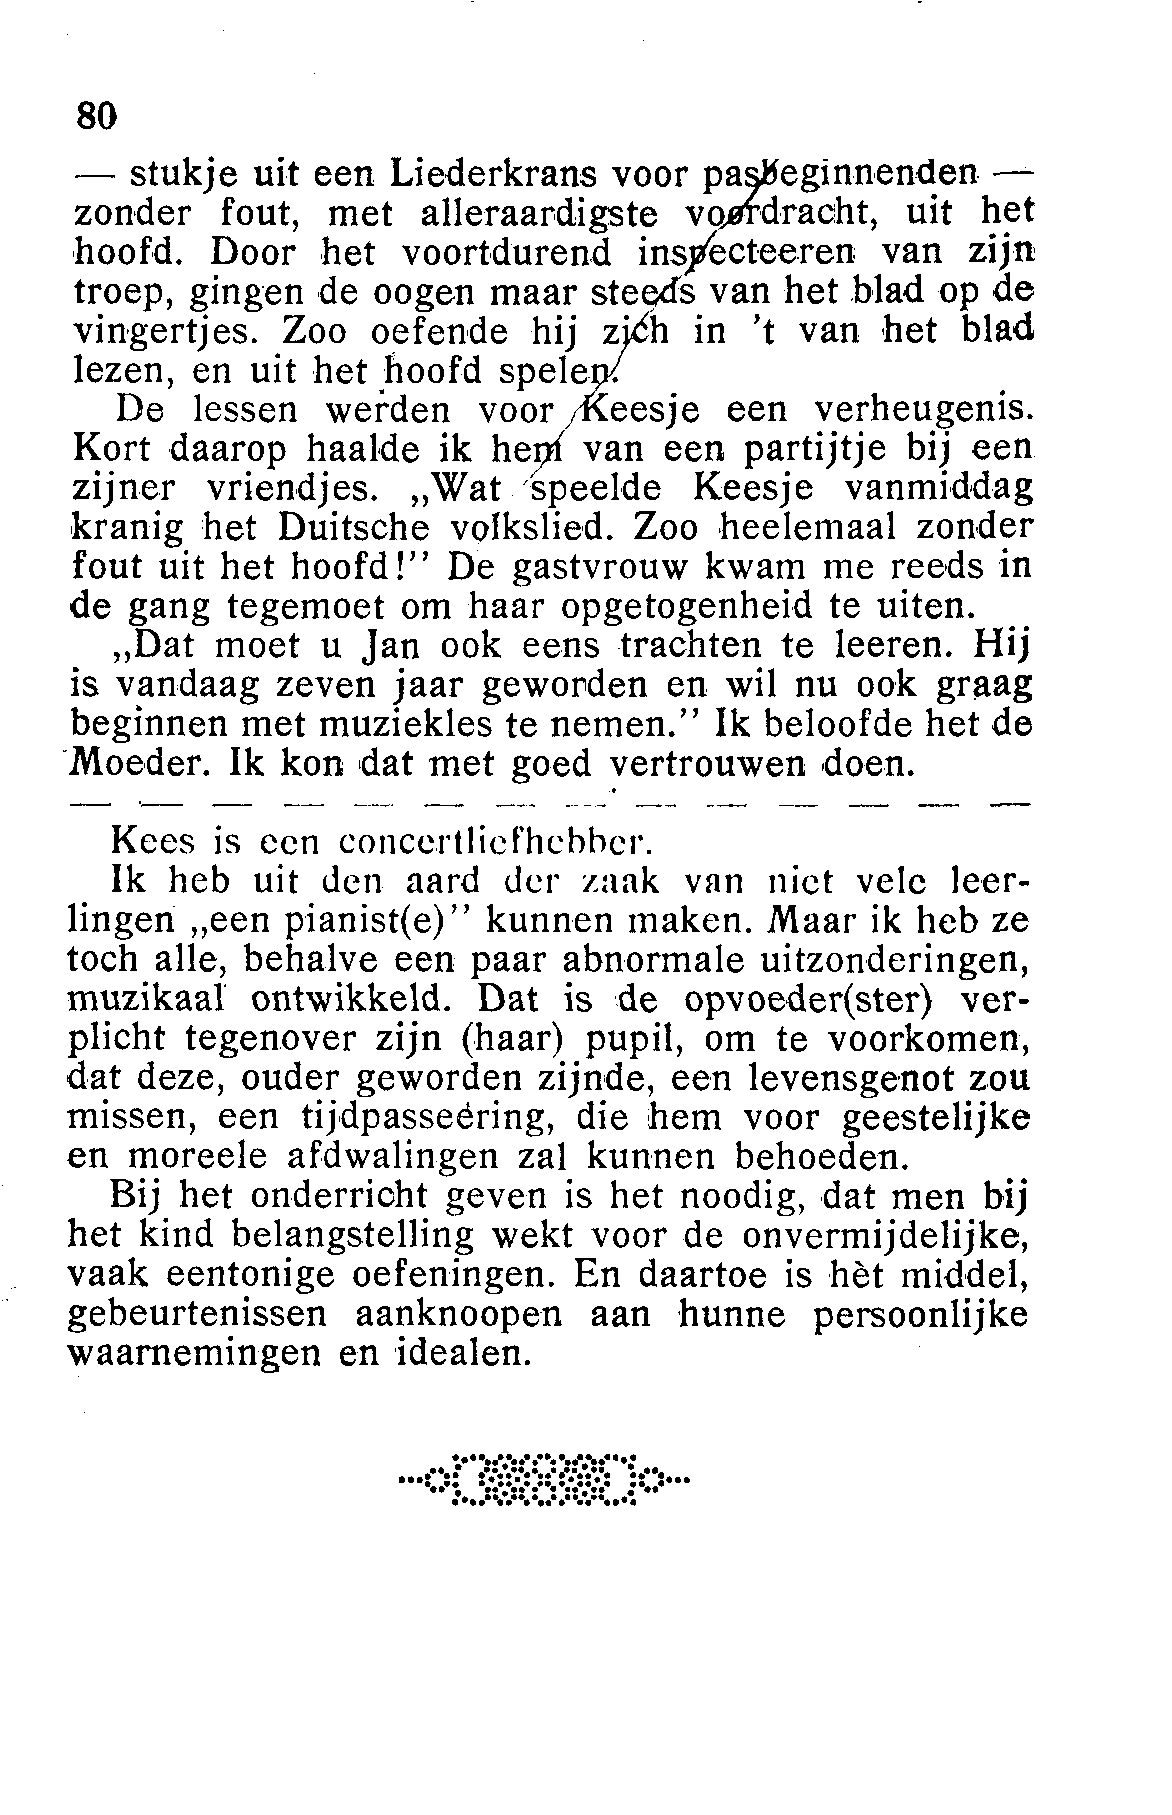 80
— stukje uit een Liederkrans voor pasbeginnenden —
zonder fout, met alleraardigste voordracht, uit het
hoofd. Door het voortdurend inspecteeren van zijn
troep, gingen de oogen maar steeds van het blad op de
vingertjes. Zoo oefende hij zich in 't van het blad
lezen, en uit het hoofd spelen.
De lessen werden voor Keesje een verheugenis.
Kort daarop haalde ik hem van een partijtje bij een
zijner vriendjes. „Wat speelde Keesje vanmiddag
kranig het Duitsche volkslied. Zoo heelemaal zonder
fout uit het hoofd!" De gastvrouw kwam me reeds in
de gang tegemoet om haar opgetogenheid te uiten.
„Dat moet u Jan ook eens trachten te leeren. Hij
is vandaag zeven jaar geworden en wil nu ook graag
beginnen met muziekles te nemen." Ik beloofde het de
Moeder. Ik kon dat met goed vertrouwen doen.
— — — — — — — — — — — — — —
Kees is een concertliefhebber.
Ik heb uit den aard der zaak van niet vele leer-
lingen „een pianist(e)" kunnen maken. Maar ik heb ze
toch alle, behalve een paar abnormale uitzonderingen,
muzikaal ontwikkeld. Dat is de opvoeder(ster) ver-
plicht tegenover zijn (haar) pupil, om te voorkomen,
dat deze, ouder geworden zijnde, een levensgenot zou
missen, een tijdpasseéring, die hem voor geestelijke
en moreele afdwalingen zal kunnen behoeden.
Bij het onderricht geven is het noodig, dat men bij
het kind belangstelling wekt voor de onvermijdelijke,
vaak eentonige oefeningen. En daartoe is hèt middel,
gebeurtenissen aanknoopen aan hunne persoonlijke
waarnemingen en idealen.